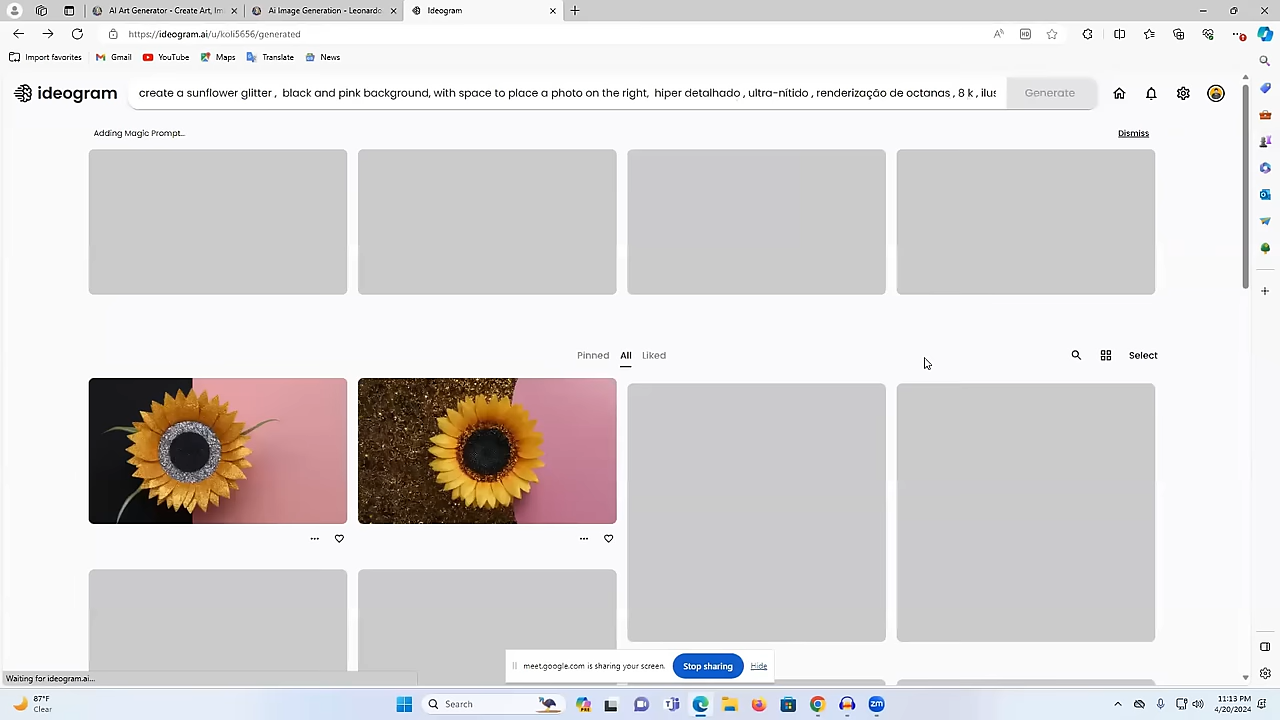 AI Art Generator - Create Art, Im
Ai Image Generation - Leonardo
Ideogram
https://ideogram.ai/u/koli5656/generated
Import favorites
Gmail
YouTube
Maps
Translate
News
ideogram
create a sunflower glitter , black and pink background, with space to place a photo on the right, hiper detalhado , ultra-nítido , renderização de octanas , 8 k , ilus
Generate
Adding Magic Prompt...
Dismiss
Pinned
All
Liked
Select
meet.google.com is sharing your screen.
Stop sharing
Hide
Waiting for ideogram.ai...
87°F
Clear
Search
zm
11:13 PM
4/20/2024